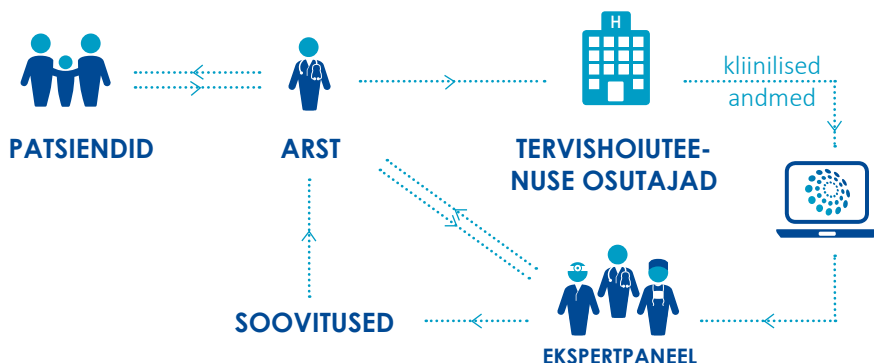 H
kliinilised
andmed
PATSIENDID
ARST
TERVISHOIUTEE-
NUSE OSUTAJAD
SOOVITUSED
EKSPERTPANEEL